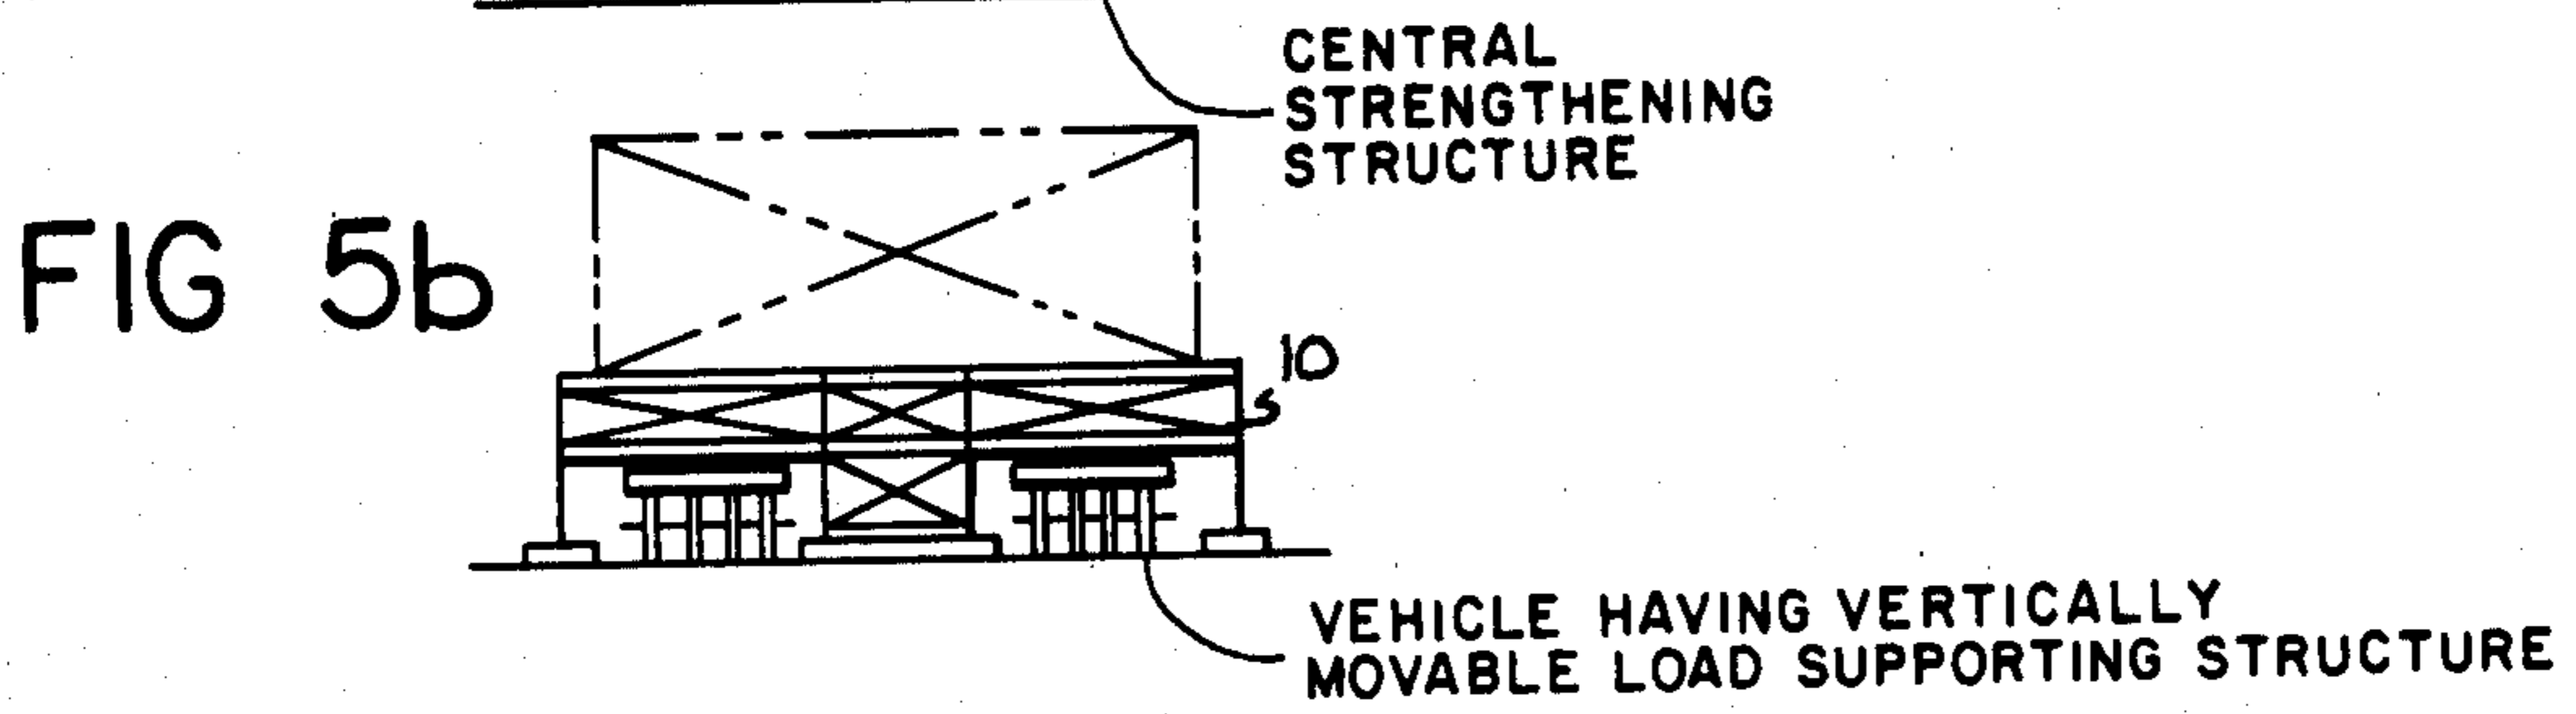 CENTRAL
STRENGTHENING
STRUCTURE
FIG 5b
10
VEHICLE HAVING VERTICALLY
MOVABLE LOAD SUPPORTING STRUCTURE